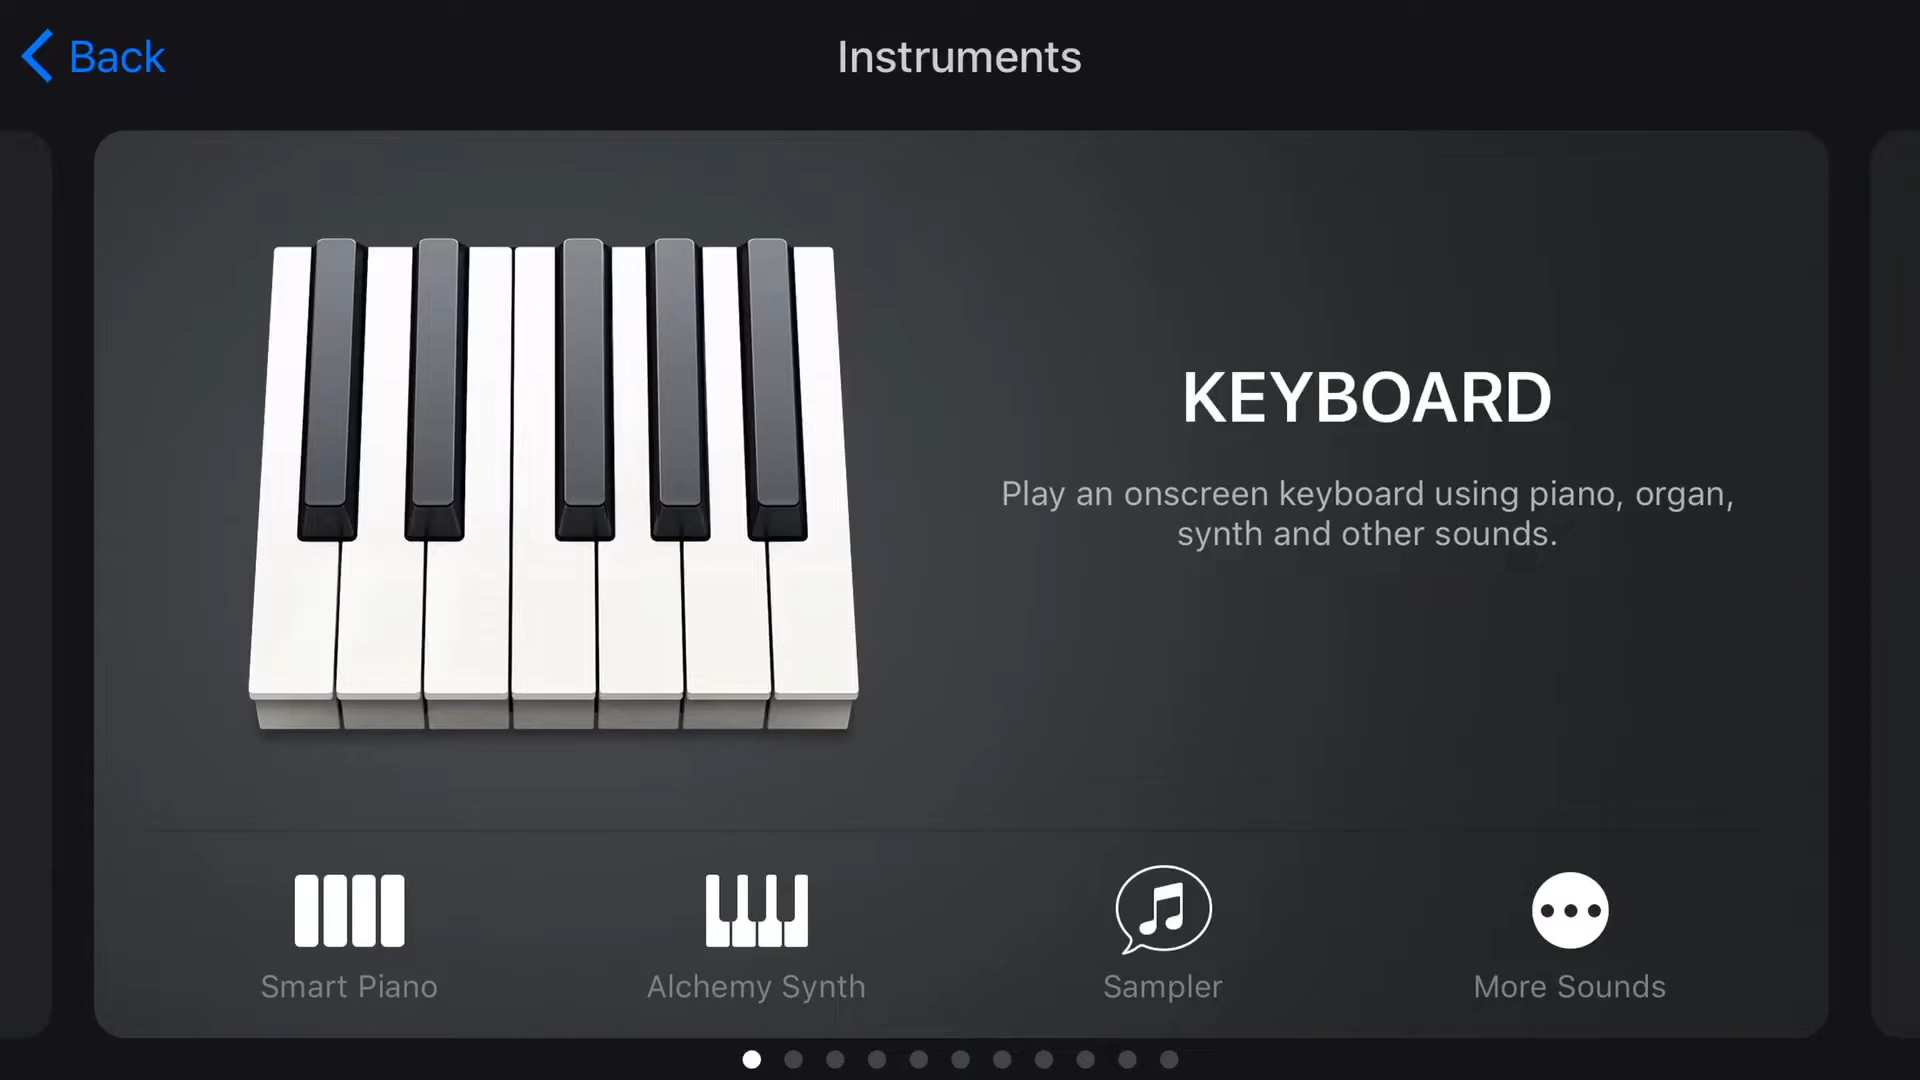 Back
Instruments
KEYBOARD
Play an onscreen keyboard using piano, organ,
synth and other sounds.
Smart Piano
Alchemy Synth
Sampler
More Sounds